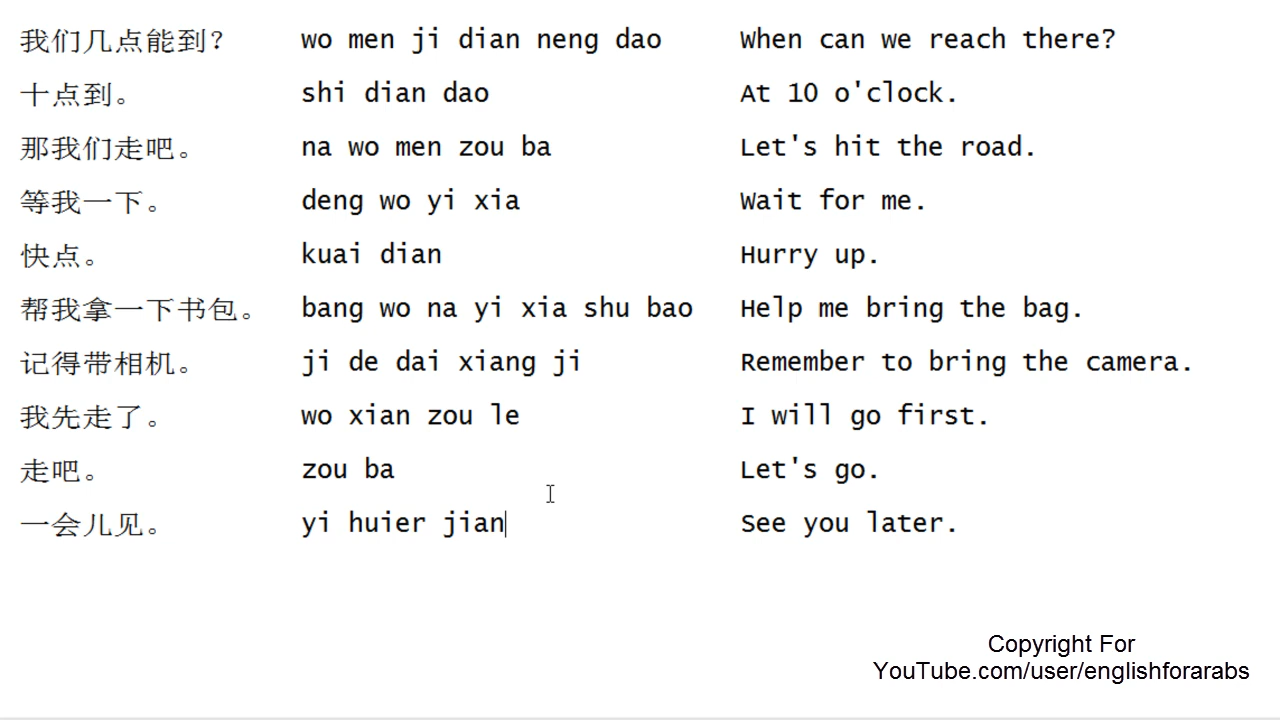 我们几点能到？ wo men ji dian neng dao When can we reach there?
十点到。 shi dian dao At 10 o'clock.
那我们走吧。 na wo men zou ba Let's hit the road.
等我一下。 deng wo yi xia Wait for me.
快点。 kuai dian Hurry up.
帮我拿一下书包。 bang wo na yi xia shu bao Help me bring the bag.
记得带相机。 ji de dai xiang ji Remember to bring the camera.
我先走了。 wo xian zou le I will go first.
走吧。 zou ba Let's go.
一会儿见。 yi huier jian See you later.
Copyright For
YouTube.com/user/englishforarabs